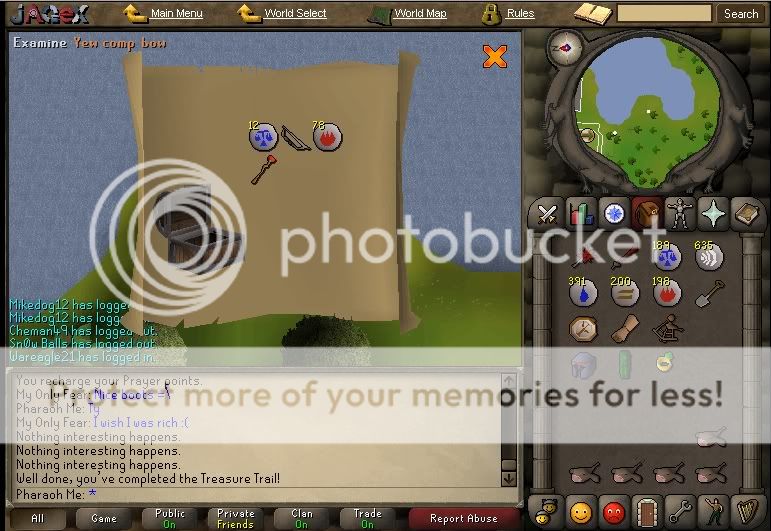 JAGEX Main Menu World Select World Map Rules Search
Examine Yew comp bow
12 78
189 635
391 200 198
photobucket
Mikedog12 has logged
Mikedog12 has logg
Cheman49 has logged out.
Sn0w Balls has logged out.
Wareagle21 has logged in.
Protect more of your memories for less!
You recharge your Prayer points.
My Only Fear: Nice boots =\
Pharaoh Me: Ty
My Only Fear: I wish I was rich :(
Nothing interesting happens.
Nothing interesting happens.
Nothing interesting happens.
Well done, you've completed the Treasure Trail!
Pharaoh Me: *
All Game Public On Private Friends Clan On Trade On Report Abuse